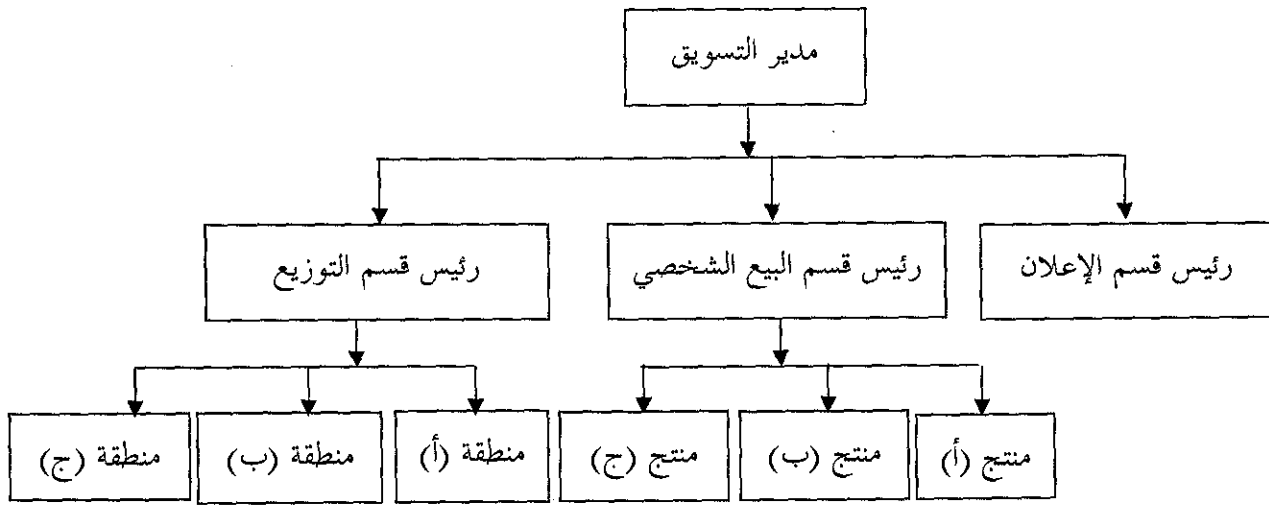 مدير التسويق
رئيس قسم الإعلان
رئيس قسم البيع الشخصي
رئيس قسم التوزيع
منتج (أ)
منتج (ب)
منتج (ج)
منطقة (أ)
منطقة (ب)
منطقة (ج)